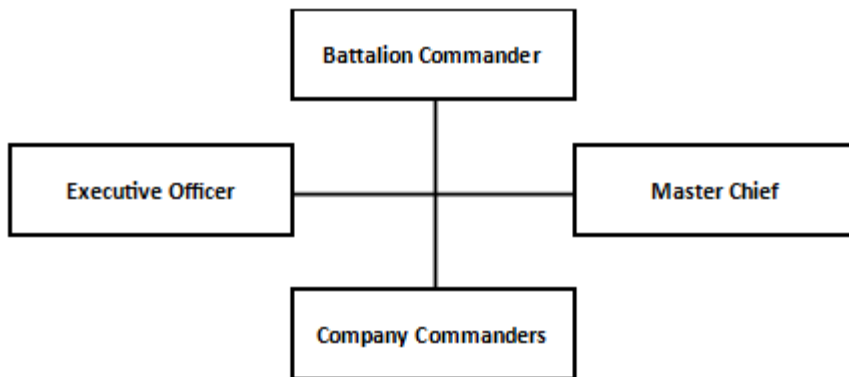 Battalion Commander
Executive Officer
Master Chief
Company Commanders